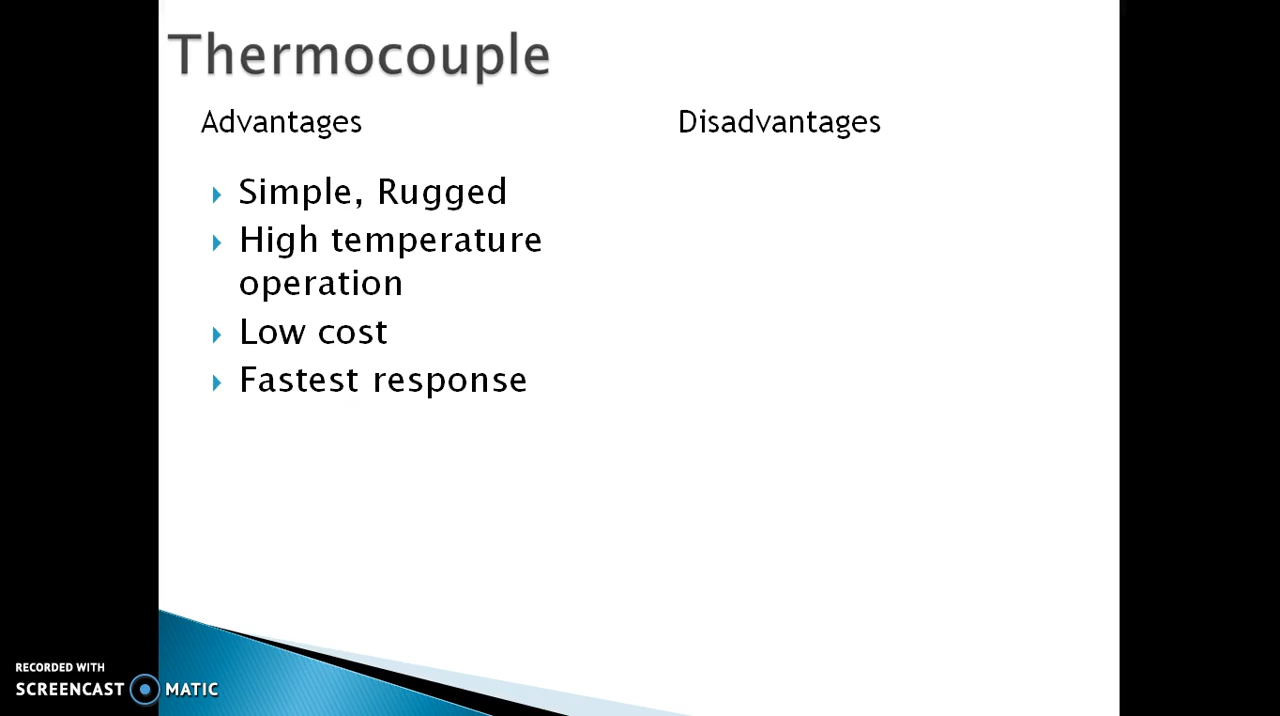 Thermocouple
Advantages
Disadvantages
Simple, Rugged
High temperature
operation
Low cost
Fastest response
RECORDED WITH
SCREENCAST MATIC